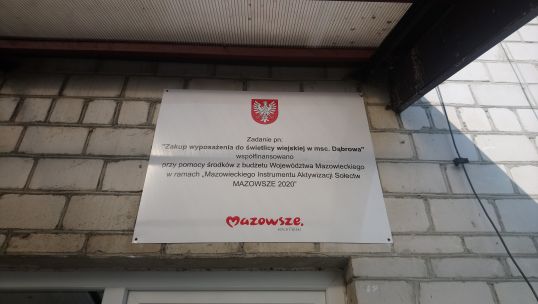 Zadanie pn.
"Zakup wyposażenia do świetlicy wiejskiej w msc. Dąbrowa"
współfinansowano
przy pomocy środków z budżetu Województwa Mazowieckiego
w ramach „Mazowieckiego Instrumentu Aktywizacji Sołectw
MAZOWSZE 2020"
Mazowsze.